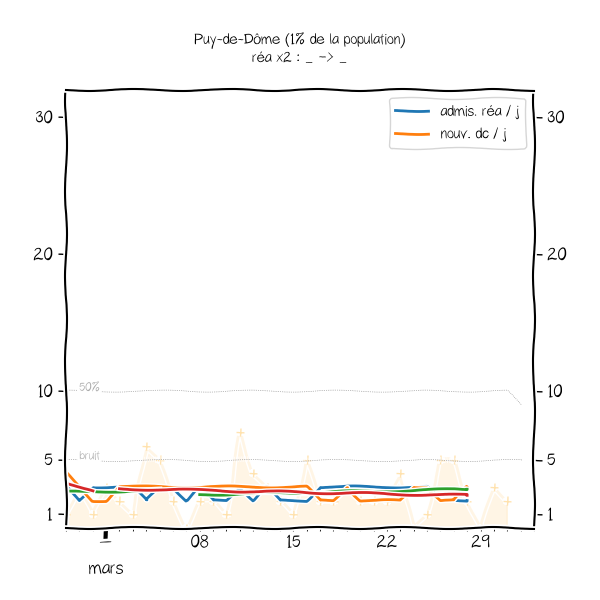 Puy-de-Dôme (1% de la population)
réa x2 : _ -> _
admis. réa / j
nouv. dc / j
30
30
20
20
50%
10
10
bruit
5
5
1
1
1
08
15
22
29
mars